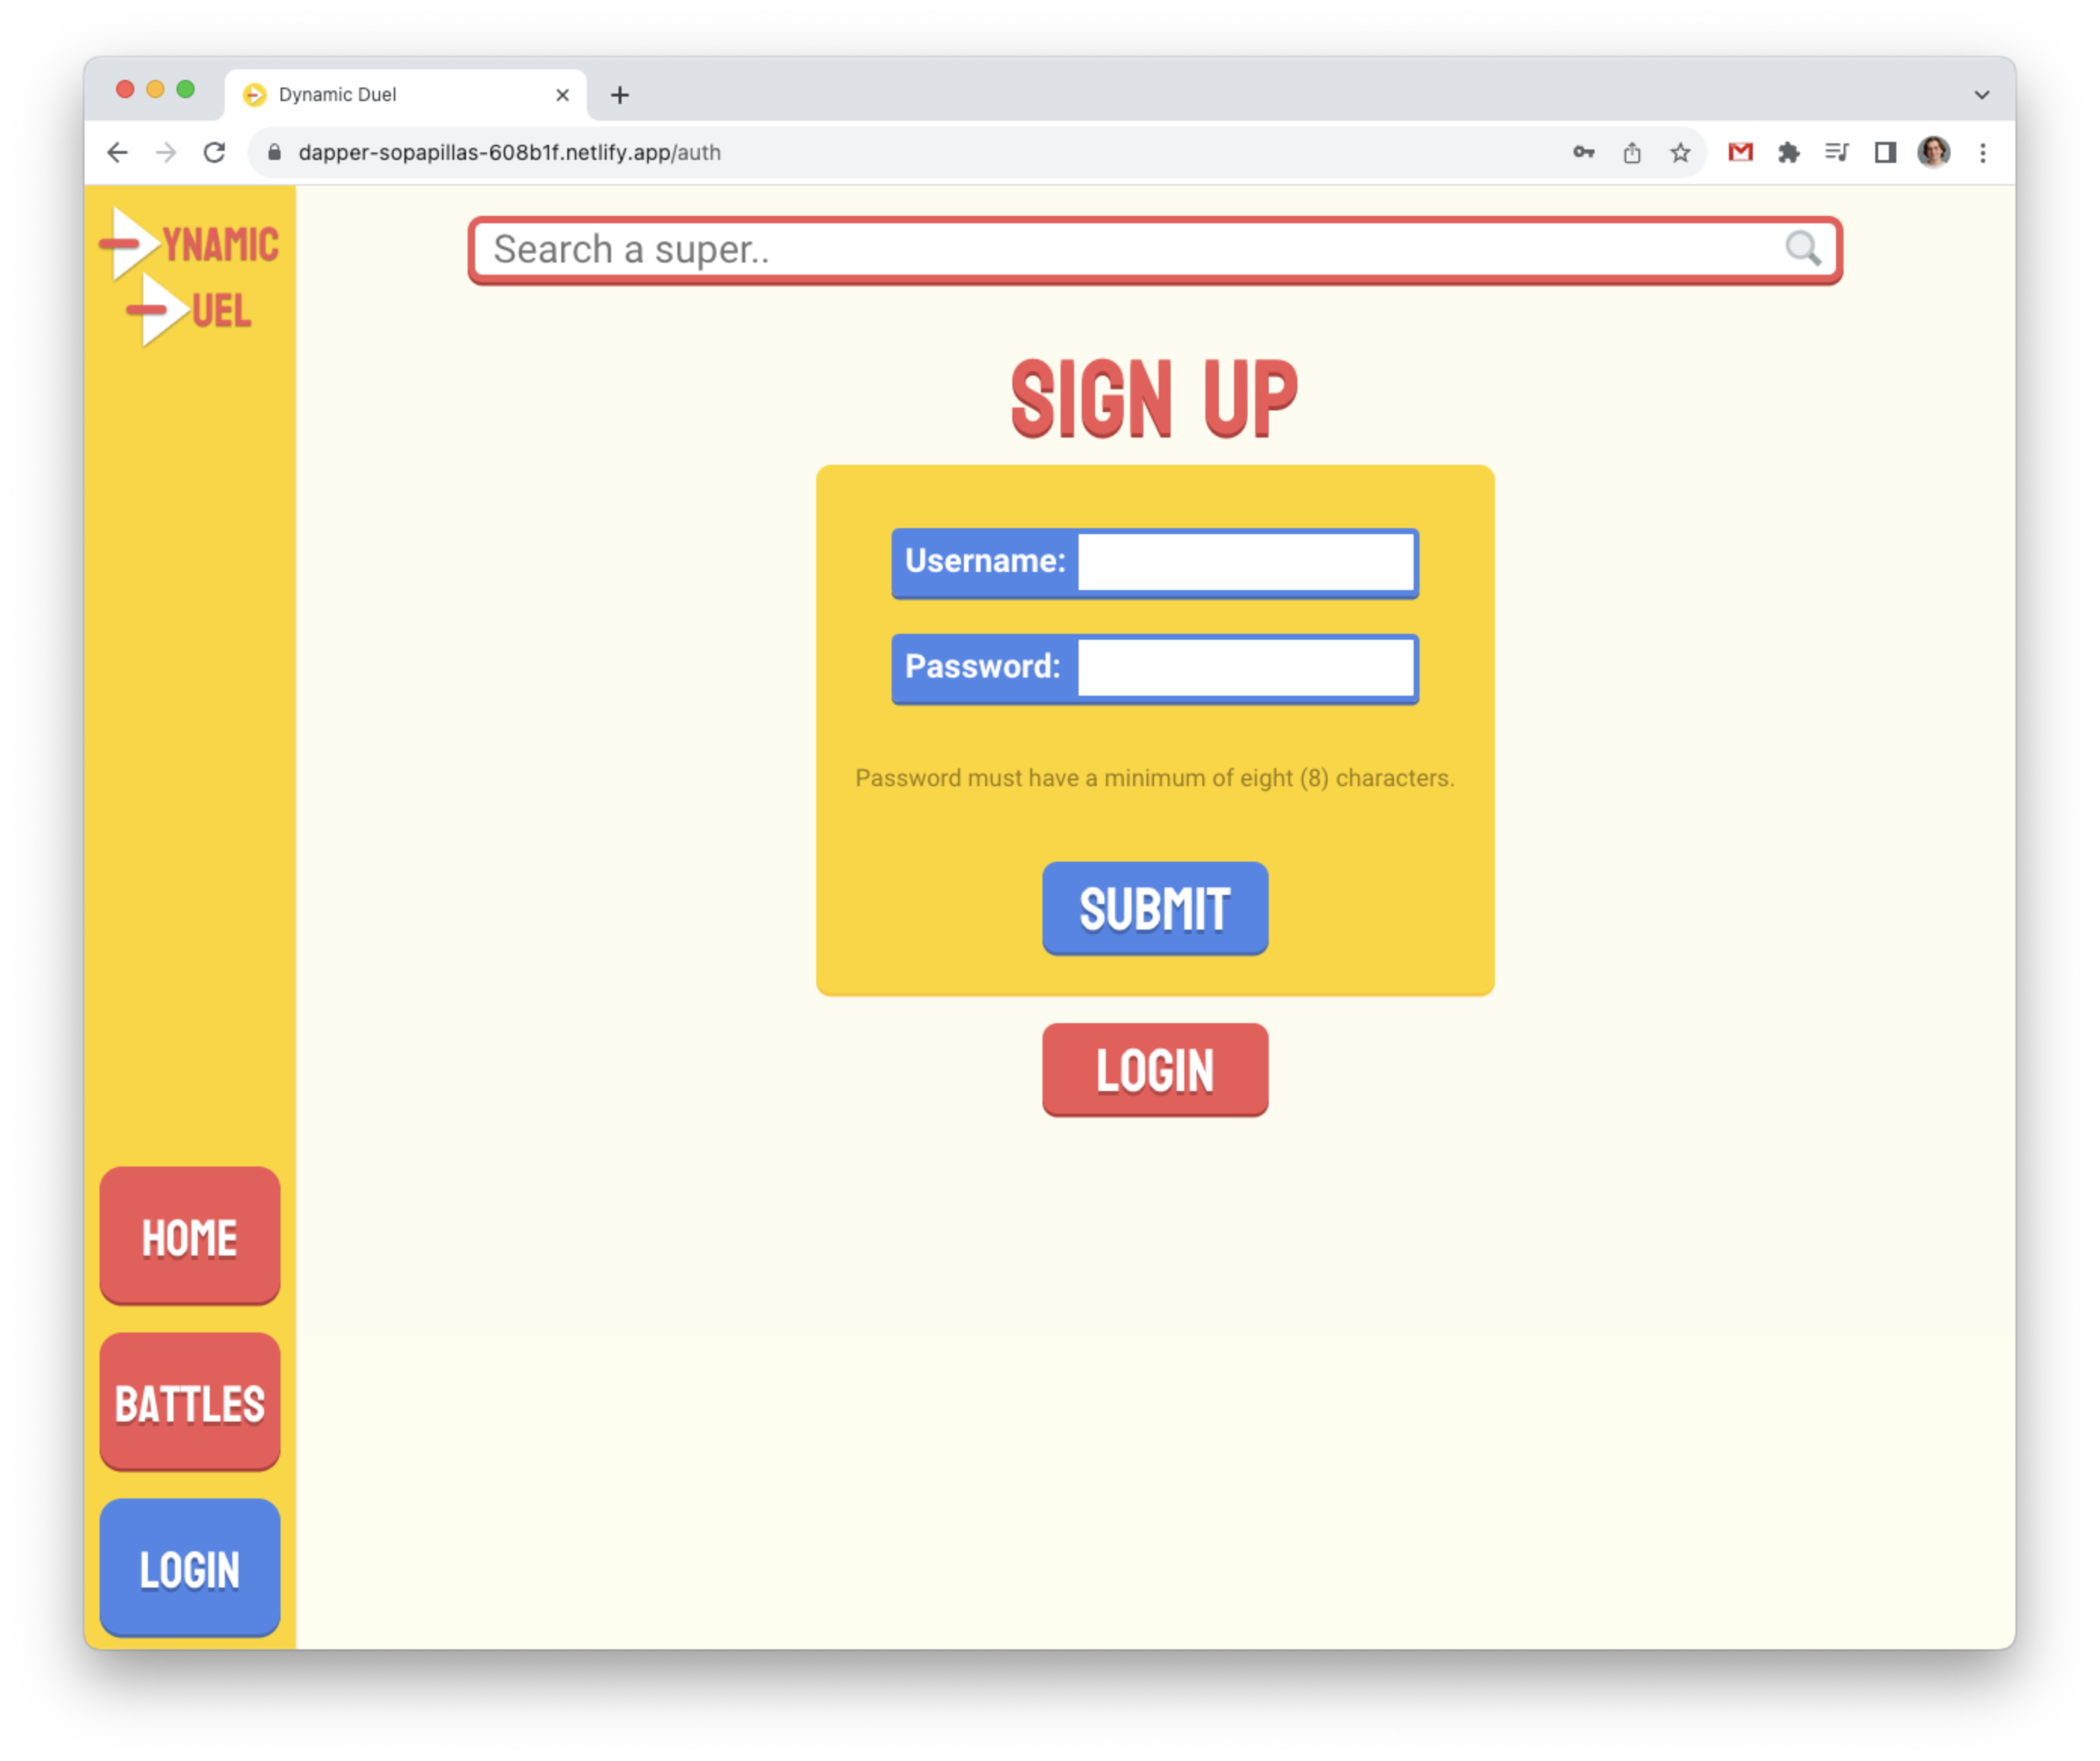 Dynamic Duel
dapper-sopapillas-608b1f.netlify.app/auth
YNAMIC
UEL
Search a super..
SIGN UP
Username:
Password:
Password must have a minimum of eight (8) characters.
SUBMIT
LOGIN
HOME
BATTLES
LOGIN